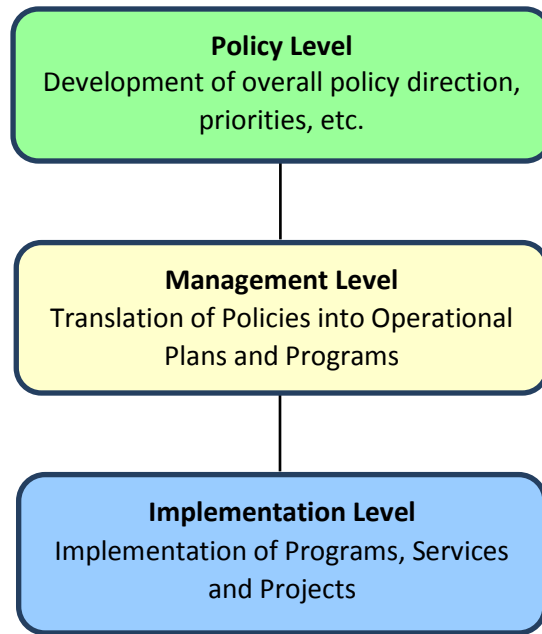 Policy Level
Development of overall policy direction,
priorities, etc.
Management Level
Translation of Policies into Operational
Plans and Programs
Implementation Level
Implementation of Programs, Services
and Projects